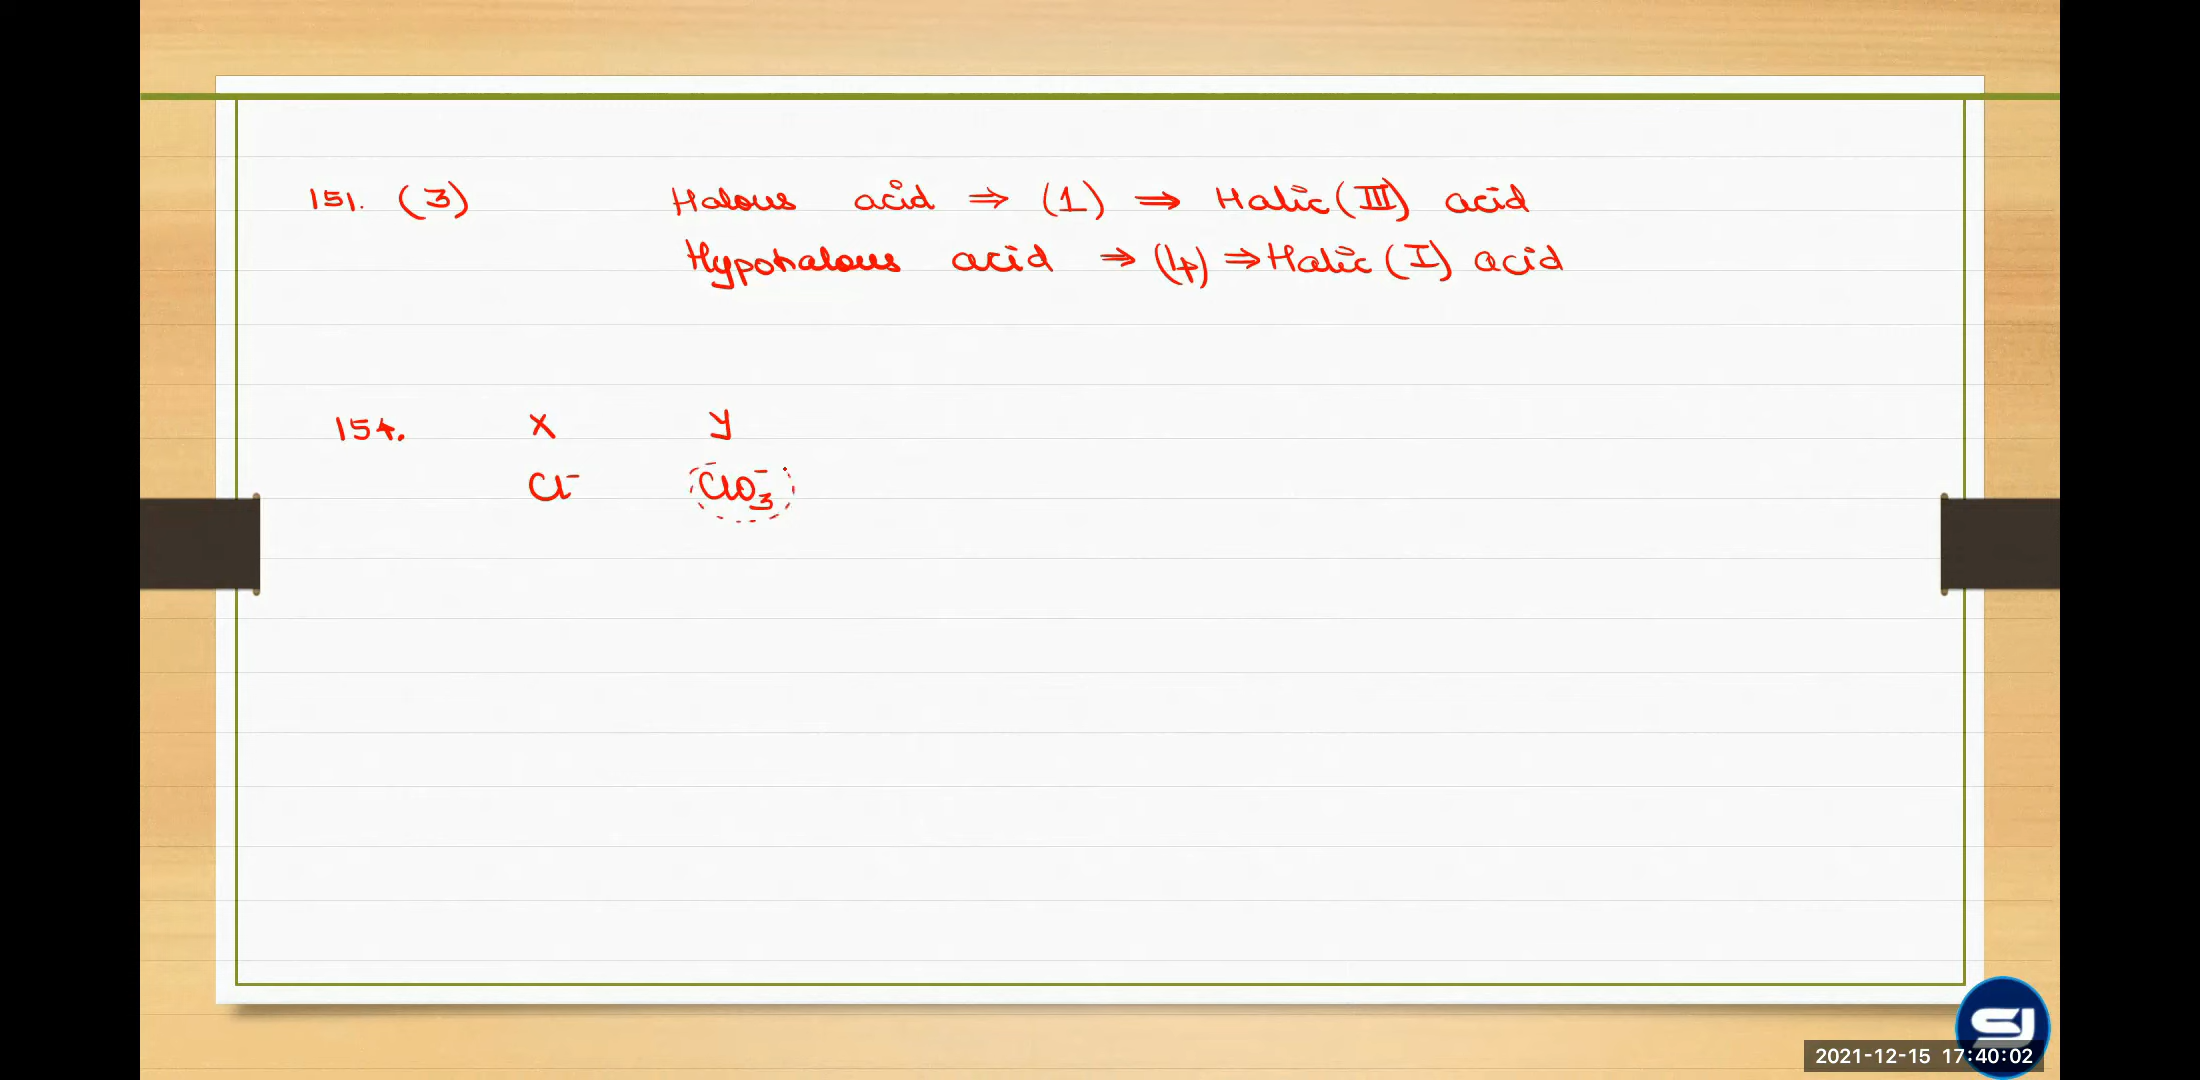 151. (3) Halous acid ⇒ (1) ⇒ Halic (III) acid
Hypohalous acid ⇒ (4) ⇒ Halic (I) acid
154. X Y
Cl⁻ ClO₃⁻
SJ
2021-12-15 17:40:02